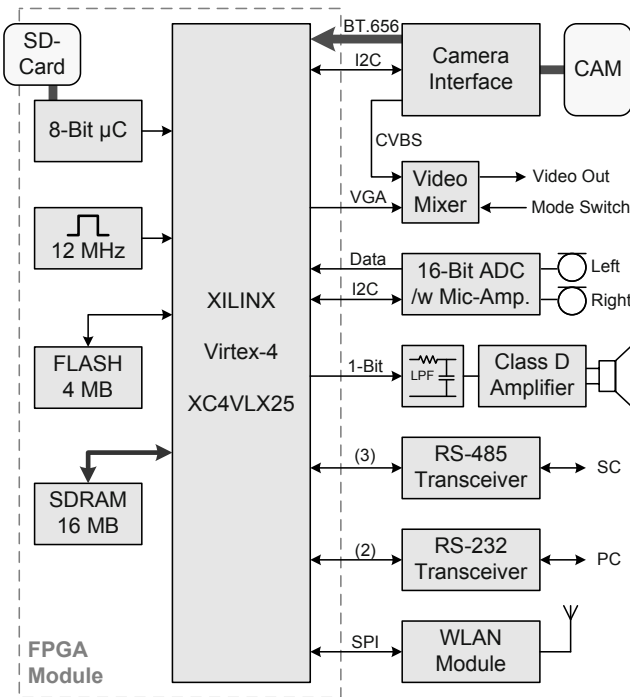 SD-
Card
8-Bit µC
12 MHz
FLASH
4 MB
SDRAM
16 MB
FPGA
Module
XILINX
Virtex-4
XC4VLX25
BT.656
I2C
Camera
Interface
CAM
CVBS
VGA
Video
Mixer
Video Out
Mode Switch
Data
I2C
16-Bit ADC
/w Mic-Amp.
Left
Right
1-Bit
LPF
Class D
Amplifier
(3)
RS-485
Transceiver
SC
(2)
RS-232
Transceiver
PC
SPI
WLAN
Module